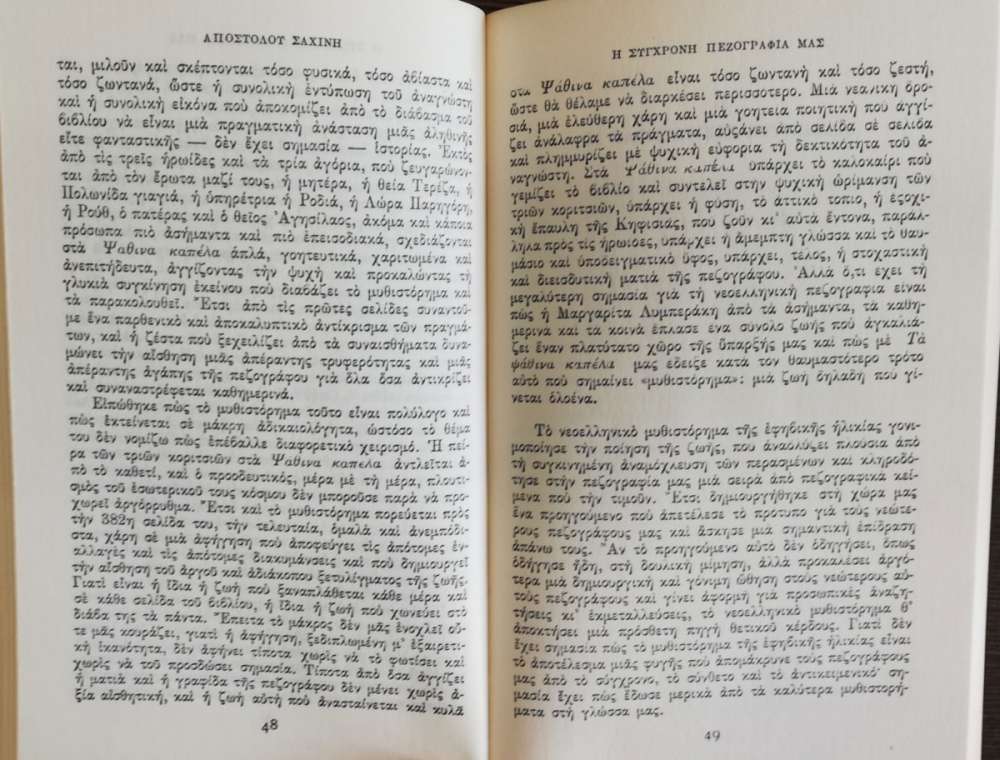 ΑΠΟΣΤΟΛΟΥ ΣΑΧΙΝΗ
ται, μιλοῦν καὶ σκέπτονται τόσο φυσικά, τόσο ἀβίαστα καὶ
τόσο ζωντανά, ὥστε ἡ συνολικὴ ἐντύπωση τοῦ ἀναγνώστη
καὶ ἡ συνολικὴ εἰκόνα ποὺ ἀποκομίζει ἀπὸ τὸ διάβασμα τοῦ
βιβλίου νὰ εἶναι μιὰ πραγματικὴ ἀνάσταση μιᾶς ἀληθινῆς
εἴτε φανταστικῆς — δὲν ἔχει σημασία — ἱστορίας. Ἐκτὸς
ἀπὸ τὶς τρεῖς ἡρωίδες καὶ τὰ τρία ἀγόρια, ποὺ ζευγαρώνον-
ται ἀπὸ τὸν ἔρωτα μαζί τους, ἡ μητέρα, ἡ θεία Τερέζα, ἡ
Πολωνίδα γιαγιά, ἡ ὑπηρέτρια ἡ Ροδιά, ἡ Λώρα Παρηγόρη,
ἡ Ρούθ, ὁ πατέρας καὶ ὁ θεῖος Ἀγησίλαος, ἀκόμα καὶ κάποια
πρόσωπα πιὸ ἀσήμαντα καὶ πιὸ ἐπεισοδιακά, σχεδιάζονται
στὰ Ψάθινα καπέλα ἁπλά, γοητευτικά, χαριτωμένα καὶ
ἀνεπιτήδευτα, ἀγγίζοντας τὴν ψυχὴ καὶ προκαλώντας τὴ
γλυκιὰ συγκίνηση ἐκείνου ποὺ διαβάζει τὸ μυθιστόρημα καὶ
τὰ παρακολουθεῖ. Ἔτσι ἀπὸ τὶς πρῶτες σελίδες συναντοῦ-
με ἕνα παρθενικὸ καὶ ἀποκαλυπτικὸ ἀντίκρισμα τῶν πραγμά-
των, καὶ ἡ ζέστα ποὺ ξεχειλίζει ἀπὸ τὰ συναισθήματα δυνα-
μώνει τὴν αἴσθηση μιᾶς ἀπέραντης τρυφερότητας καὶ μιᾶς
ἀπέραντης ἀγάπης τῆς πεζογράφου γιὰ ὅλα ὅσα ἀντικρίζει
καὶ συναναστρέφεται καθημερινά.
Εἰπώθηκε πὼς τὸ μυθιστόρημα τοῦτο εἶναι πολύλογο καὶ
πὼς ἐκτείνεται σὲ μάκρη ἀδικαιολόγητα, ὡστόσο τὸ θέμα
του δὲν νομίζω πὼς ἐπέβαλλε διαφορετικὸ χειρισμό. Ἡ πεί-
ρα τῶν τριῶν κοριτσιῶν στὰ Ψάθινα καπέλα ἀντλεῖται ἀ-
πὸ τὸ καθετί, καὶ ὁ προοδευτικός, μέρα μὲ τὴ μέρα, πλουτι-
σμὸς τοῦ ἐσωτερικοῦ τους κόσμου δὲν μποροῦσε παρὰ νὰ προ-
χωρεῖ ἀργόρρυθμα. Ἔτσι καὶ τὸ μυθιστόρημα πορεύεται πρὸς
τὴν 382η σελίδα του, τὴν τελευταία, ὁμαλὰ καὶ ἀνεμπόδι-
στα, χάρη σὲ μιὰ ἀφήγηση ποὺ ἀποφεύγει τὶς ἀπότομες ἐν-
αλλαγὲς καὶ τὶς ἀπότομες διακυμάνσεις καὶ ποὺ δημιουργεῖ
τὴν αἴσθηση τοῦ ἀργοῦ καὶ ἀδιάκοπου ξετυλίγματος τῆς ζωῆς.
Γιατὶ εἶναι ἡ ἴδια ἡ ζωὴ ποὺ ξαναπλάθεται κάθε μέρα καὶ
σὲ κάθε σελίδα τοῦ βιβλίου, ἡ ἴδια ἡ ζωὴ ποὺ χωνεύει στὸ
διάβα της τὰ πάντα. Ἔπειτα τὸ μάκρος δὲν μᾶς ἐνοχλεῖ οὔ-
τε μᾶς κουράζει, γιατὶ ἡ ἀφήγηση, ξεδιπλωμένη μ' ἐξαιρετι-
κὴ ἱκανότητα, δὲν ἀφήνει τίποτα χωρὶς νὰ τὸ φωτίσει καὶ
χωρὶς νὰ τοῦ προσδώσει σημασία. Τίποτα ἀπὸ ὅσα ἀγγίζει
ἡ ματιὰ καὶ ἡ γραφίδα τῆς πεζογράφου δὲν μένει χωρὶς ἀ-
ξία αἰσθητική, καὶ ἡ ζωὴ αὐτὴ ποὺ ἀνασταίνεται καὶ κυλᾶ
48
Η ΣΥΓΧΡΟΝΗ ΠΕΖΟΓΡΑΦΙΑ ΜΑΣ
στὰ Ψάθινα καπέλα εἶναι τόσο ζωντανὴ καὶ τόσο ζεστή,
ὥστε θὰ θέλαμε νὰ διαρκέσει περισσότερο. Μιὰ νεανικὴ δρο-
σιά, μιὰ ἐλεύθερη χάρη καὶ μιὰ γοητεία ποιητικὴ ποὺ ἀγγί-
ζει ἀνάλαφρα τὰ πράγματα, αὐξάνει ἀπὸ σελίδα σὲ σελίδα
καὶ πλημμυρίζει μὲ ψυχικὴ εὐφορία τὴ δεκτικότητα τοῦ ἀ-
ναγνώστη. Στὰ Ψάθινα καπέλα ὑπάρχει τὸ καλοκαίρι ποὺ
γεμίζει τὸ βιβλίο καὶ συντελεῖ στὴν ψυχικὴ ὡρίμανση τῶν
τριῶν κοριτσιῶν, ὑπάρχει ἡ φύση, τὸ ἀττικὸ τοπίο, ἡ ἐξοχι-
κὴ ἔπαυλη τῆς Κηφισιᾶς, ποὺ ζοῦν κι' αὐτὰ ἔντονα, παράλ-
ληλα πρὸς τὶς ἡρωίδες, ὑπάρχει ἡ ἄμεμπτη γλώσσα καὶ τὸ θαυ-
μάσιο καὶ ὑποδειγματικὸ ὕφος, ὑπάρχει, τέλος, ἡ στοχαστικὴ
καὶ διεισδυτικὴ ματιὰ τῆς πεζογράφου. Ἀλλὰ ὅ,τι ἔχει τὴ
μεγαλύτερη σημασία γιὰ τὴ νεοελληνικὴ πεζογραφία εἶναι
πὼς ἡ Μαργαρίτα Λυμπεράκη ἀπὸ τὰ ἀσήμαντα, τὰ καθη-
μερινὰ καὶ τὰ κοινὰ ἔπλασε ἕνα σύνολο ζωῆς ποὺ ἀγκαλιά-
ζει ἕναν πλατύτατο χῶρο τῆς ὕπαρξής μας καὶ πὼς μὲ Τὰ
ψάθινα καπέλα μᾶς ἔδειξε κατὰ τὸν θαυμαστότερο τρόπο
αὐτὸ ποὺ σημαίνει «μυθιστόρημα»: μιὰ ζωὴ δηλαδὴ ποὺ γί-
νεται ὁλοένα.
Τὸ νεοελληνικὸ μυθιστόρημα τῆς ἐφηβικῆς ἡλικίας γονι-
μοποίησε τὴν ποίηση τῆς ζωῆς, ποὺ ἀναβλύζει πλούσια ἀπὸ
τὴ συγκινημένη ἀναμόχλευση τῶν περασμένων καὶ κληροδό-
τησε στὴν πεζογραφία μας μιὰ σειρὰ ἀπὸ πεζογραφικὰ κεί-
μενα ποὺ τὴν τιμοῦν. Ἔτσι δημιουργήθηκε στὴ χώρα μας
ἕνα προηγούμενο ποὺ ἀπετέλεσε τὸ πρότυπο γιὰ τοὺς νεώτε-
ρους πεζογράφους μας καὶ ἄσκησε μιὰ σημαντικὴ ἐπίδραση
ἀπάνω τους. Ἂν τὸ προηγούμενο αὐτὸ δὲν ὁδηγήσει, ὅπως
ὁδήγησε ἤδη, στὴ δουλικὴ μίμηση, ἀλλὰ προκαλέσει ἀργό-
τερα μιὰ δημιουργικὴ καὶ γόνιμη ὤθηση στοὺς νεώτερους αὐ-
τοὺς πεζογράφους καὶ γίνει ἀφορμὴ γιὰ προσωπικὲς ἀναζη-
τήσεις κι' ἐκμεταλλεύσεις, τὸ νεοελληνικὸ μυθιστόρημα θ'
ἀποκτήσει μιὰ πρόσθετη πηγὴ θετικοῦ κέρδους. Γιατὶ δὲν
ἔχει σημασία πὼς τὸ μυθιστόρημα τῆς ἐφηβικῆς ἡλικίας εἶναι
τὸ ἀποτέλεσμα μιᾶς φυγῆς ποὺ ἀπομάκρυνε τοὺς πεζογράφους
μας ἀπὸ τὸ σύγχρονο, τὸ σύνθετο καὶ τὸ ἀντικειμενικό· ση-
μασία ἔχει πὼς ἔδωσε μερικὰ ἀπὸ τὰ καλύτερα μυθιστορή-
ματα στὴ γλώσσα μας.
49